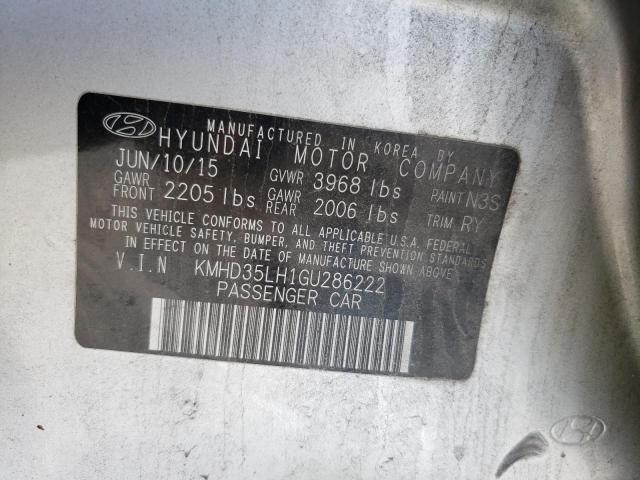 MANUFACTURED IN KOREA BY
HYUNDAI MOTOR COMPANY
JUN/10/15 GVWR 3968 lbs PAINT N3S
GAWR FRONT 2205 lbs GAWR REAR 2006 lbs TRIM RY
THIS VEHICLE CONFORMS TO ALL APPLICABLE U.S.A. FEDERAL
MOTOR VEHICLE SAFETY, BUMPER, AND THEFT PREVENTION STANDARDS
IN EFFECT ON THE DATE OF MANUFACTURE SHOWN ABOVE.
V.I.N KMHD35LH1GU286222
PASSENGER CAR